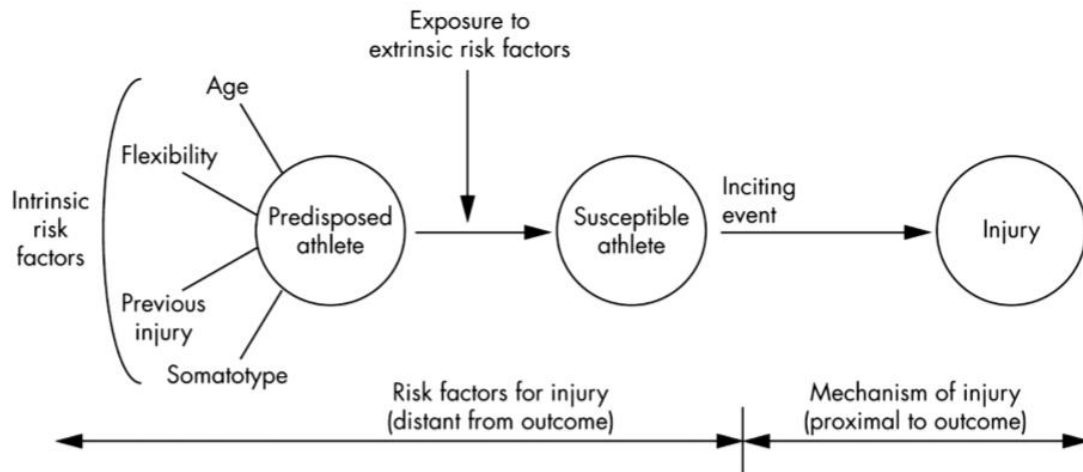 Exposure to
extrinsic risk factors
Age
Flexibility
Intrinsic
risk
factors
Predisposed
athlete
Susceptible
athlete
Inciting
event
Injury
Previous
injury
Somatotype
Risk factors for injury
(distant from outcome)
Mechanism of injury
(proximal to outcome)